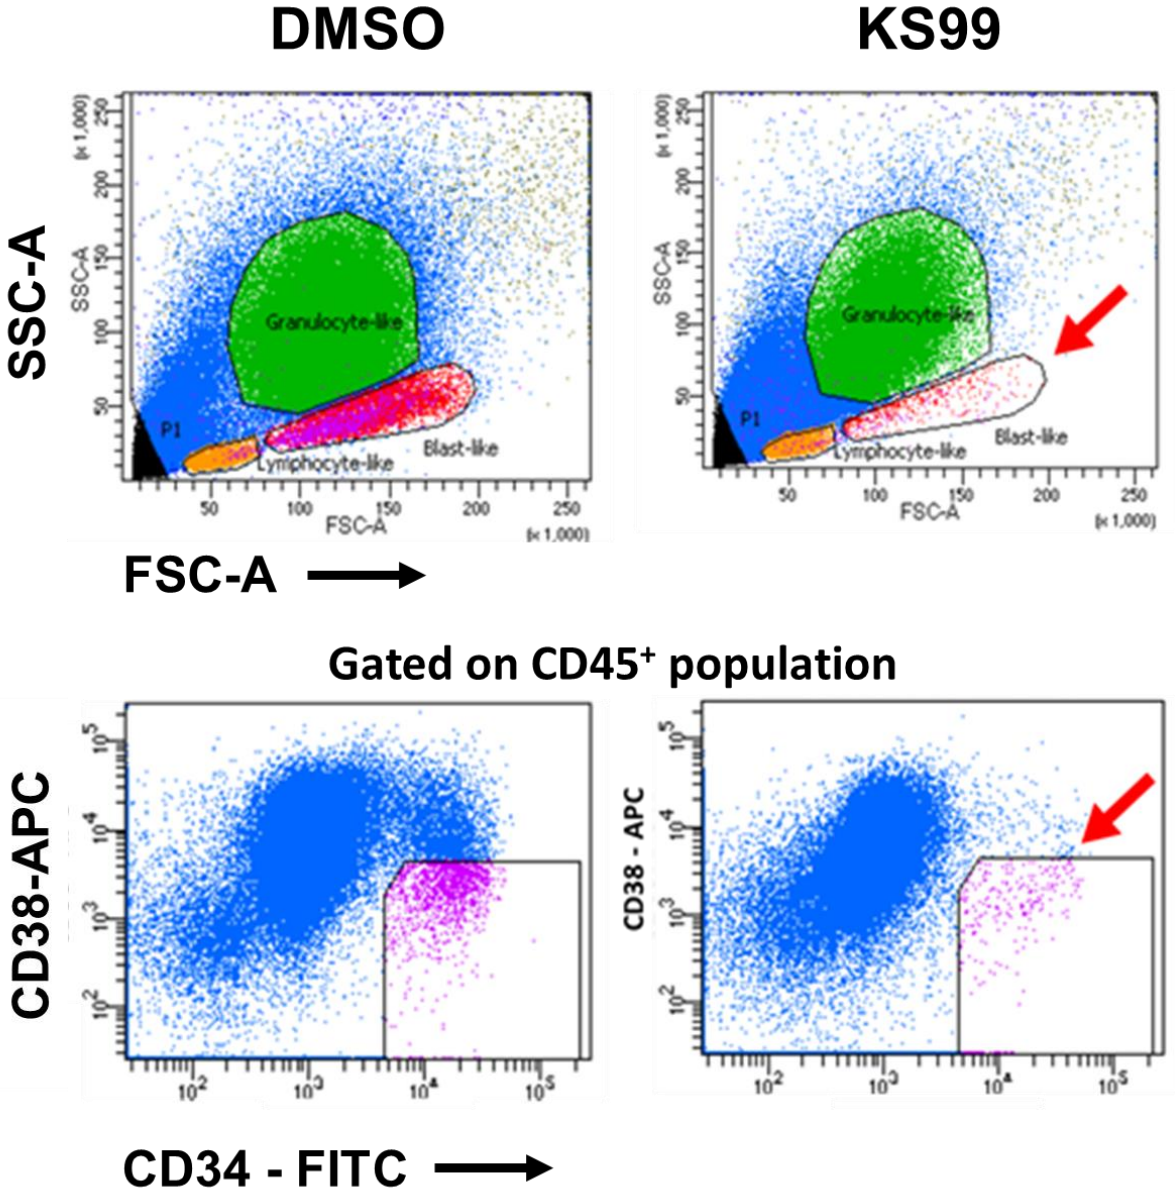 DMSO
KS99
SSC-A
(x 1,000)
250
200
150
100
50
SSC-A
Granulocyte-like
P1
Lymphocyte-like
Blast-like
50 100 150 200 250
FSC-A
(x 1,000)
(x 1,000)
250
200
150
100
50
SSC-A
Granulocyte-like
P1
Lymphocyte-like
Blast-like
50 100 150 200 250
FSC-A
(x 1,000)
FSC-A
Gated on CD45⁺ population
CD38-APC
10⁵
10⁴
10³
10²
10² 10³ 10⁴ 10⁵
CD38 - APC
10⁵
10⁴
10³
10²
10² 10³ 10⁴ 10⁵
CD34 - FITC